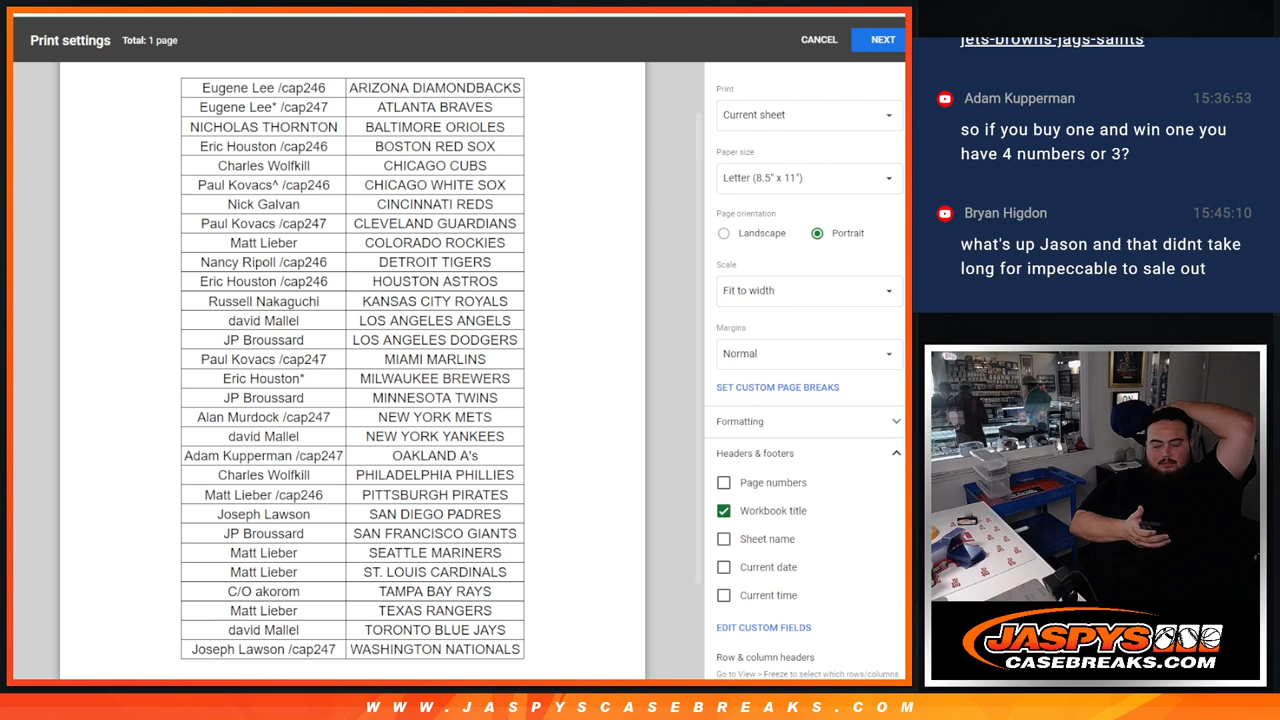 Print settings
Total: 1 page
CANCEL
NEXT
Eugene Lee /cap246 ARIZONA DIAMONDBACKS
Eugene Lee* /cap247 ATLANTA BRAVES
NICHOLAS THORNTON BALTIMORE ORIOLES
Eric Houston /cap246 BOSTON RED SOX
Charles Wolfkill CHICAGO CUBS
Paul Kovacs^ /cap246 CHICAGO WHITE SOX
Nick Galvan CINCINNATI REDS
Paul Kovacs /cap247 CLEVELAND GUARDIANS
Matt Lieber COLORADO ROCKIES
Nancy Ripoll /cap246 DETROIT TIGERS
Eric Houston /cap246 HOUSTON ASTROS
Russell Nakaguchi KANSAS CITY ROYALS
david Mallel LOS ANGELES ANGELS
JP Broussard LOS ANGELES DODGERS
Paul Kovacs /cap247 MIAMI MARLINS
Eric Houston* MILWAUKEE BREWERS
JP Broussard MINNESOTA TWINS
Alan Murdock /cap247 NEW YORK METS
david Mallel NEW YORK YANKEES
Adam Kupperman /cap247 OAKLAND A's
Charles Wolfkill PHILADELPHIA PHILLIES
Matt Lieber /cap246 PITTSBURGH PIRATES
Joseph Lawson SAN DIEGO PADRES
JP Broussard SAN FRANCISCO GIANTS
Matt Lieber SEATTLE MARINERS
Matt Lieber ST. LOUIS CARDINALS
C/O akorom TAMPA BAY RAYS
Matt Lieber TEXAS RANGERS
david Mallel TORONTO BLUE JAYS
Joseph Lawson /cap247 WASHINGTON NATIONALS
Print
Current sheet
Paper size
Letter (8.5" x 11")
Page orientation
Landscape
Portrait
Scale
Fit to width
Margins
Normal
SET CUSTOM PAGE BREAKS
Formatting
Headers & footers
Page numbers
Workbook title
Sheet name
Current date
Current time
EDIT CUSTOM FIELDS
Row & column headers
Go to View > Freeze to select which rows/columns
jets-browns-jags-saints
Adam Kupperman 15:36:53
so if you buy one and win one you
have 4 numbers or 3?
Bryan Higdon 15:45:10
what's up Jason and that didnt take
long for impeccable to sale out
JASPYS
CASEBREAKS.COM
WWW.JASPYSCASEBREAKS.COM